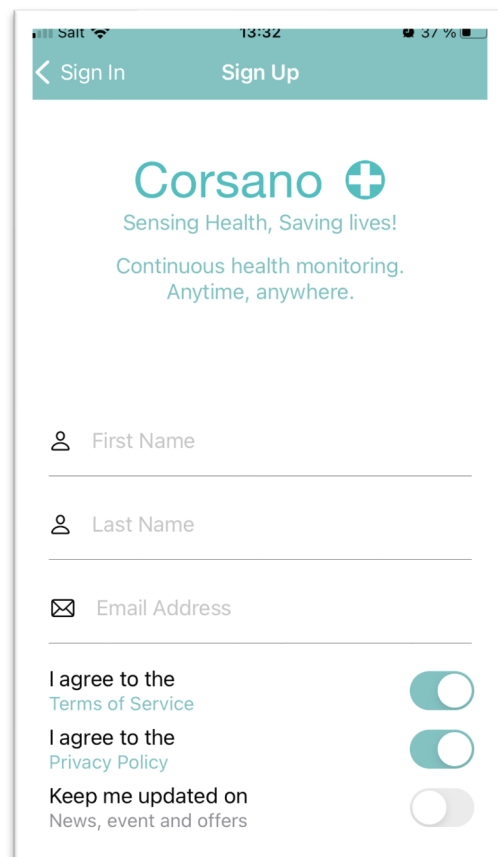 Salt 13:32 37 %
Sign In Sign Up
Corsano
Sensing Health, Saving lives!
Continuous health monitoring.
Anytime, anywhere.
First Name
Last Name
Email Address
I agree to the
Terms of Service
I agree to the
Privacy Policy
Keep me updated on
News, event and offers